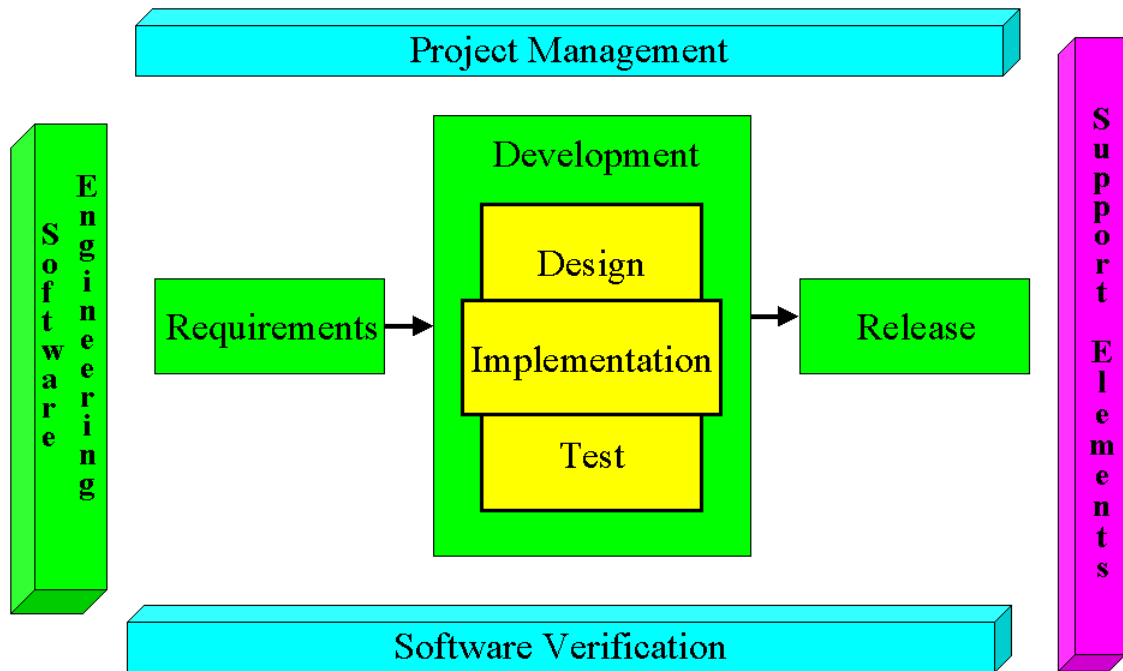 Project Management
Software
Engineering
Development
Design
Requirements
Implementation
Release
Test
Support Elements
Software Verification